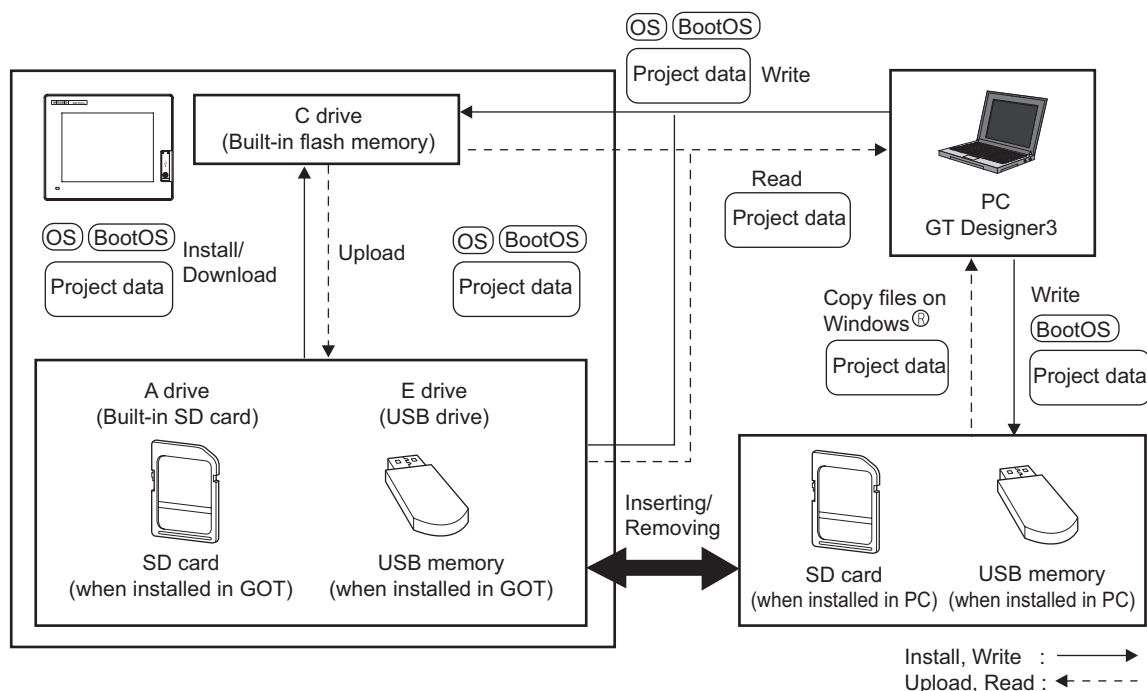 OS BootOS
Project data Write
C drive
(Built-in flash memory)
PC
GT Designer3
Read
Project data
OS BootOS
Project data
Install/
Download
Upload
OS BootOS
Project data
Copy files on
Windows®
Project data
Write
BootOS
Project data
A drive
(Built-in SD card)
E drive
(USB drive)
SD card
(when installed in GOT)
USB memory
(when installed in GOT)
Inserting/
Removing
SD card
(when installed in PC)
USB memory
(when installed in PC)
Install, Write :
Upload, Read :